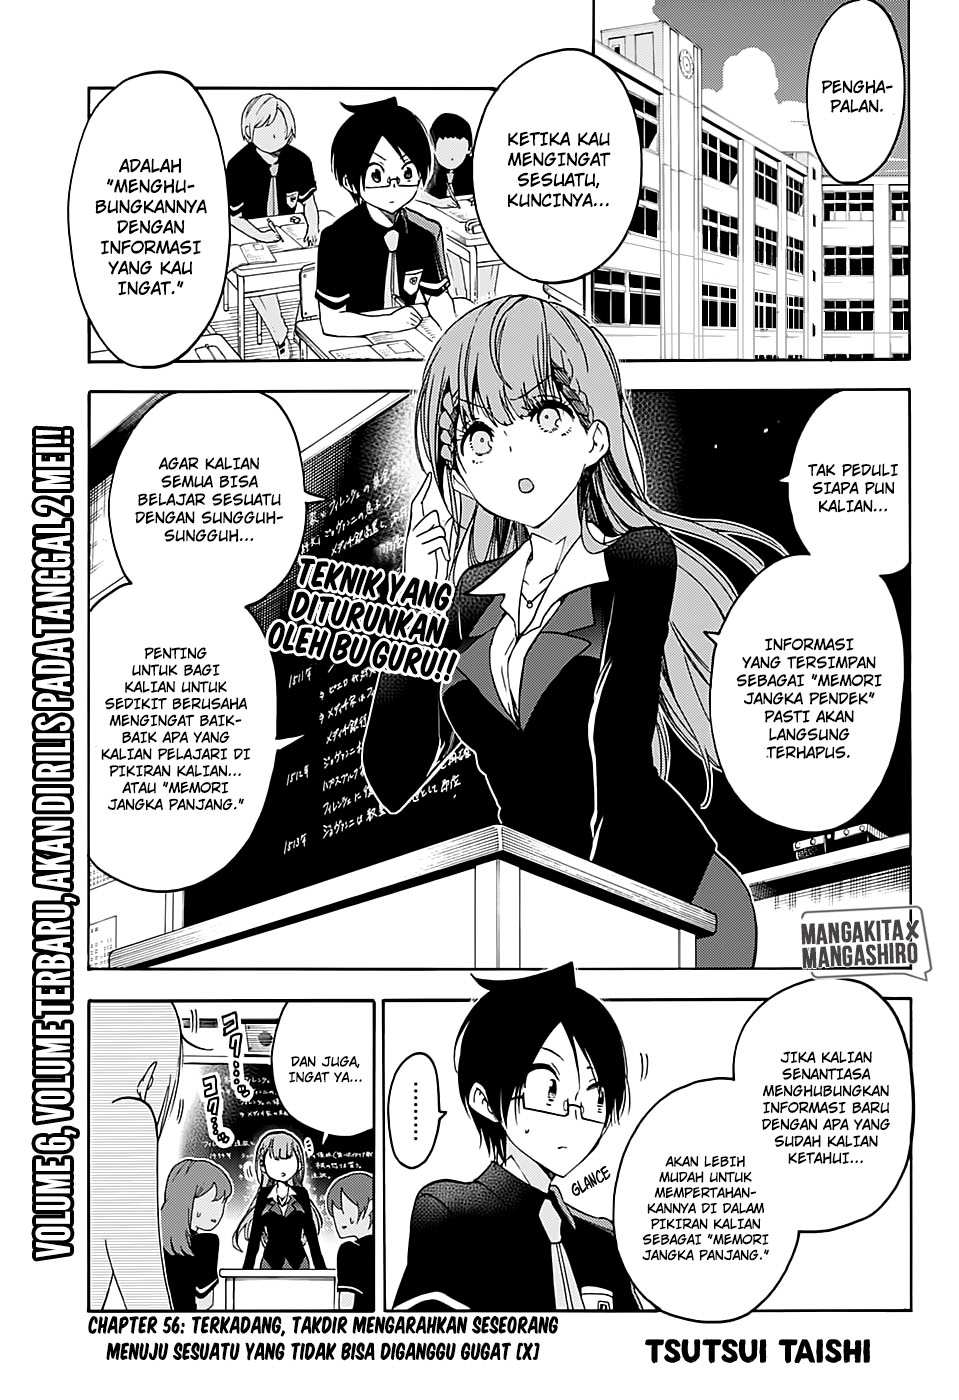 PENGHA-
PALAN.
KETIKA KAU
MENGINGAT
SESUATU,
KUNCINYA...
ADALAH
"MENGHU-
BUNGKANNYA
DENGAN
INFORMASI
YANG KAU
INGAT."
TAK PEDULI
SIAPA PUN
KALIAN...
INFORMASI
YANG TERSIMPAN
SEBAGAI "MEMORI
JANGKA PENDEK"
PASTI AKAN
LANGSUNG
TERHAPUS.
AGAR KALIAN
SEMUA BISA
BELAJAR SESUATU
DENGAN SUNGGUH-
SUNGGUH...
PENTING
UNTUK BAGI
KALIAN UNTUK
SEDIKIT BERUSAHA
MENGINGAT BAIK-
BAIK APA YANG
KALIAN PELAJARI DI
PIKIRAN KALIAN...
ATAU "MEMORI
JANGKA PANJANG."
TEKNIK YANG
DITURUNKAN
OLEH BU GURU!!
VOLUME 6, VOLUME TERBARU, AKAN DI RILIS PADA TANGGAL 2 MEI!!
MANGAKITA X
MANGASHIRO
JIKA KALIAN
SENANTIASA
MENGHUBUNGKAN
INFORMASI BARU
DENGAN APA YANG
SUDAH KALIAN
KETAHUI...
AKAN LEBIH
MUDAH UNTUK
MEMPERTAHAN-
KANNYA DI DALAM
PIKIRAN KALIAN
SEBAGAI "MEMORI
JANGKA PANJANG."
GLANCE
.........
DAN JUGA,
INGAT YA...
コクコク...
コク...
CHAPTER 56: TERKADANG, TAKDIR MENGARAHKAN SESEORANG
MENUJU SESUATU YANG TIDAK BISA DIGANGGU GUGAT [X]
TSUTSUI TAISHI